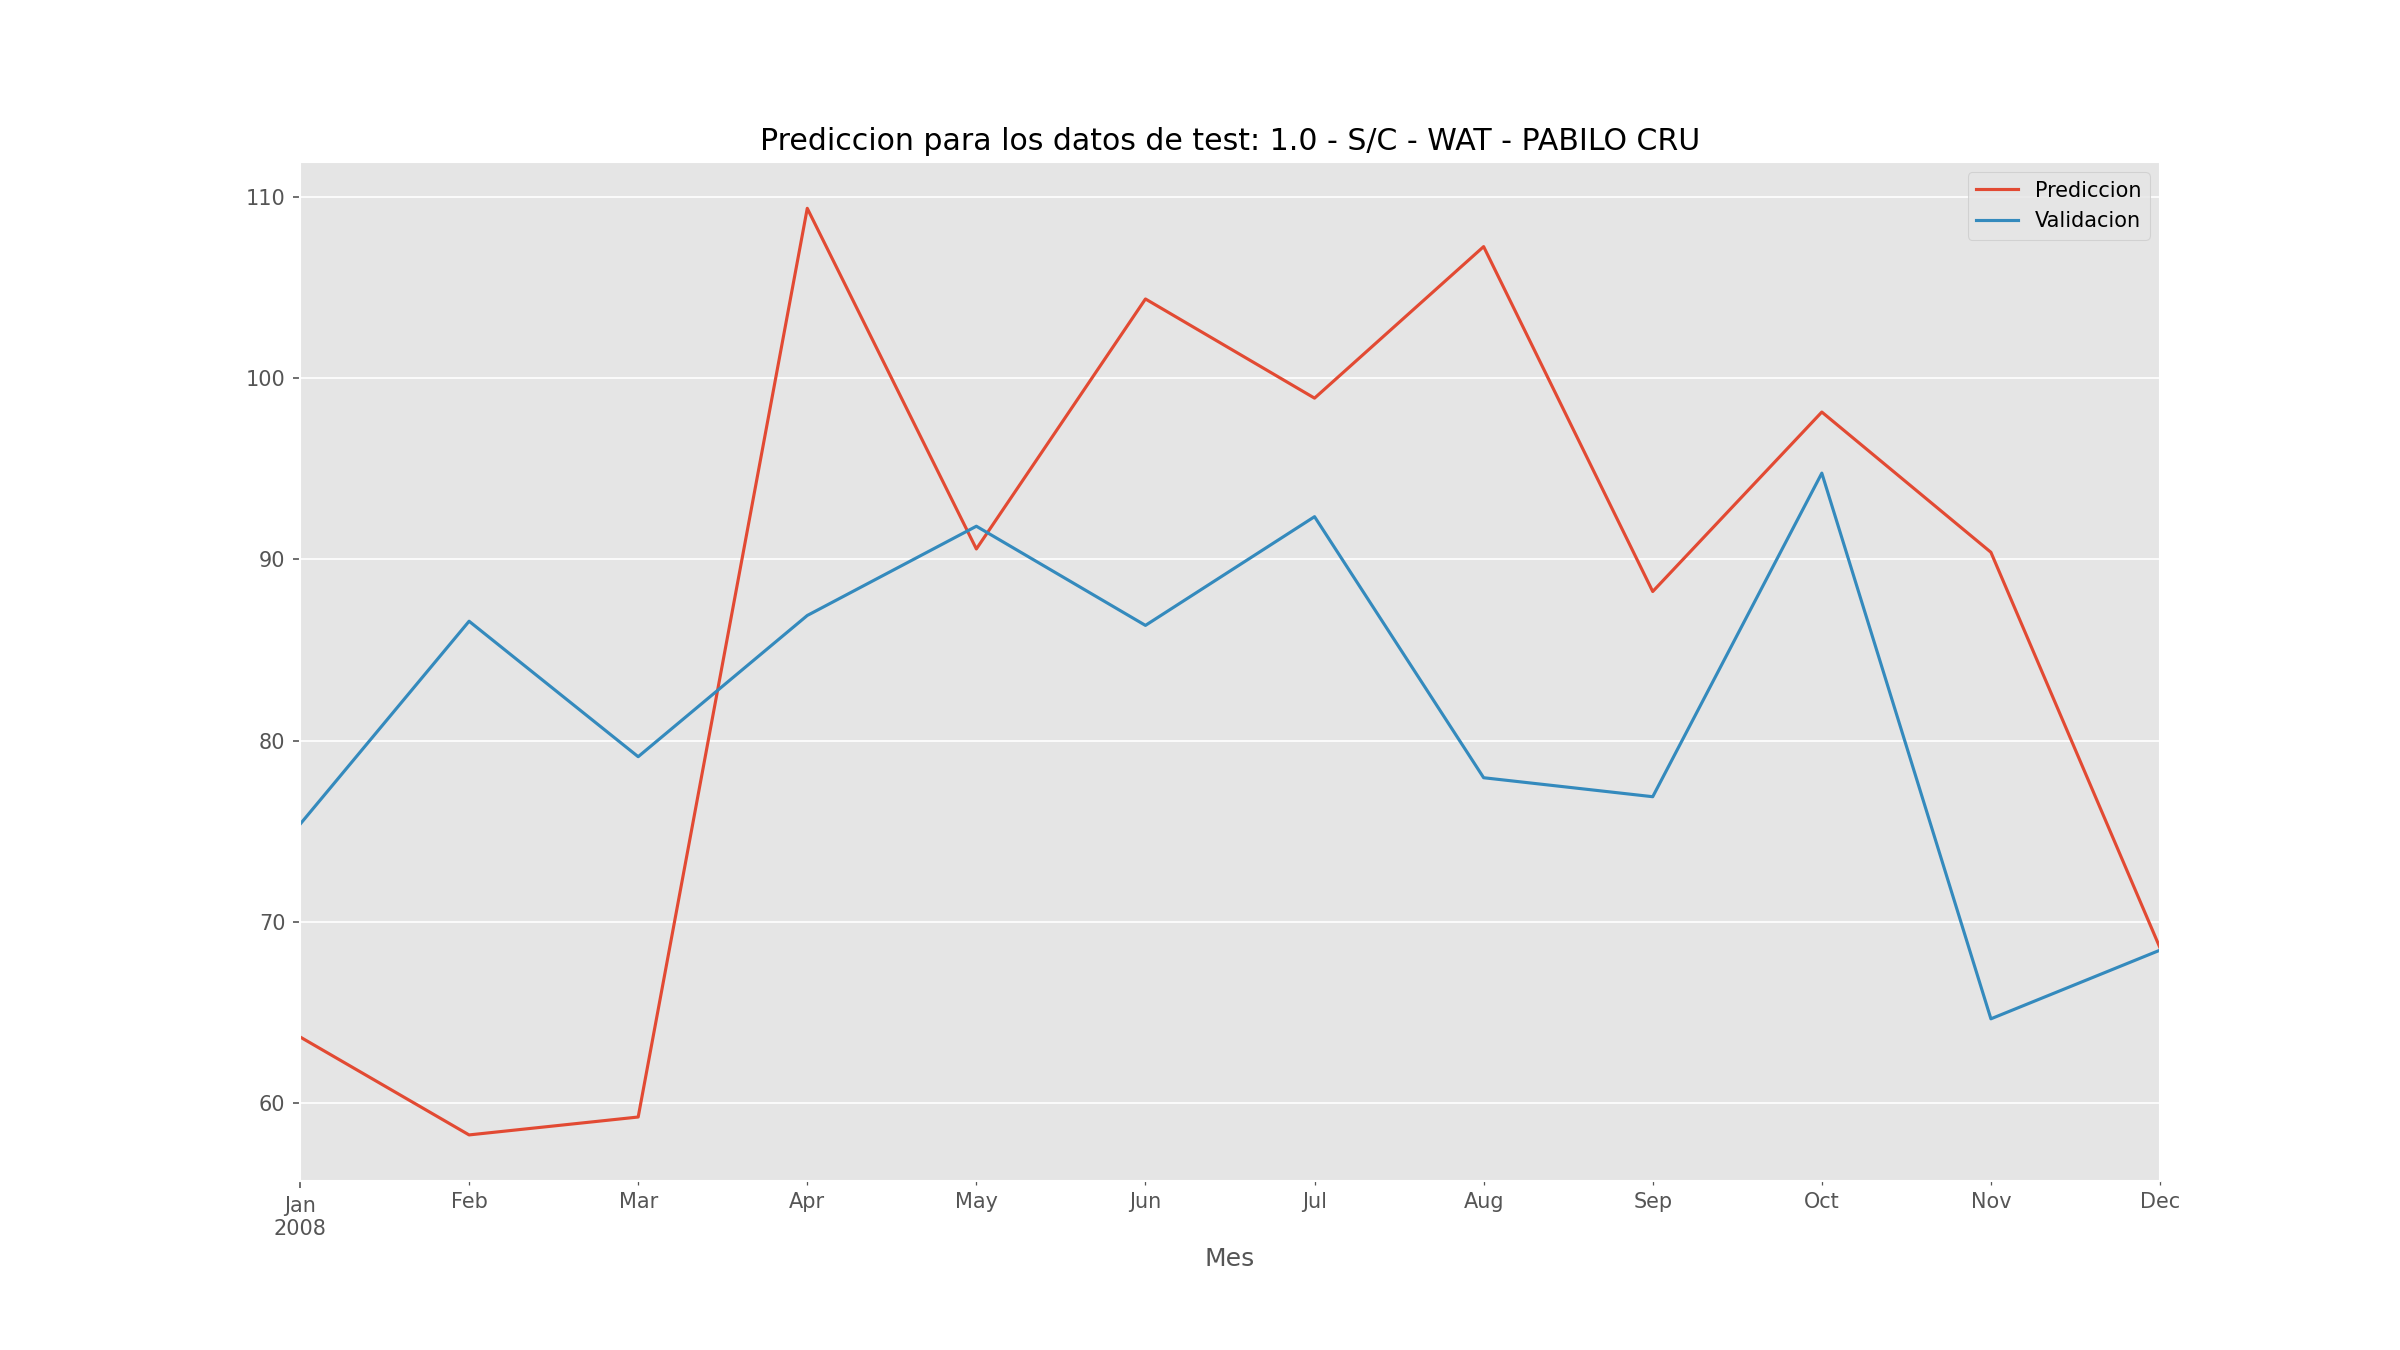 Prediccion para los datos de test: 1.0 - S/C - WAT - PABILO CRU
Prediccion
Validacion
110
100
90
80
70
60
Jan Feb Mar Apr May Jun Jul Aug Sep Oct Nov Dec
2008
Mes